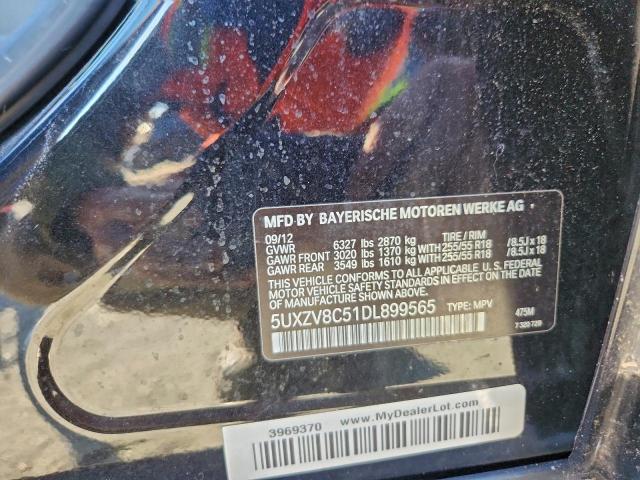 MFD BY BAYERISCHE MOTOREN WERKE AG
09/12 TIRE / RIM
GVWR 6327 lbs 2870 kg
GAWR FRONT 3020 lbs 1370 kg WITH 255/55 R18 / 8.5J x 18
GAWR REAR 3549 lbs 1610 kg WITH 255/55 R18 / 8.5J x 18
THIS VEHICLE CONFORMS TO ALL APPLICABLE U.S. FEDERAL
MOTOR VEHICLE SAFETY STANDARDS IN EFFECT ON THE DATE
OF MANUFACTURE SHOWN ABOVE.
5UXZV8C51DL899565 TYPE: MPV 475M
7 320 729
3969370 www.MyDealerLot.com